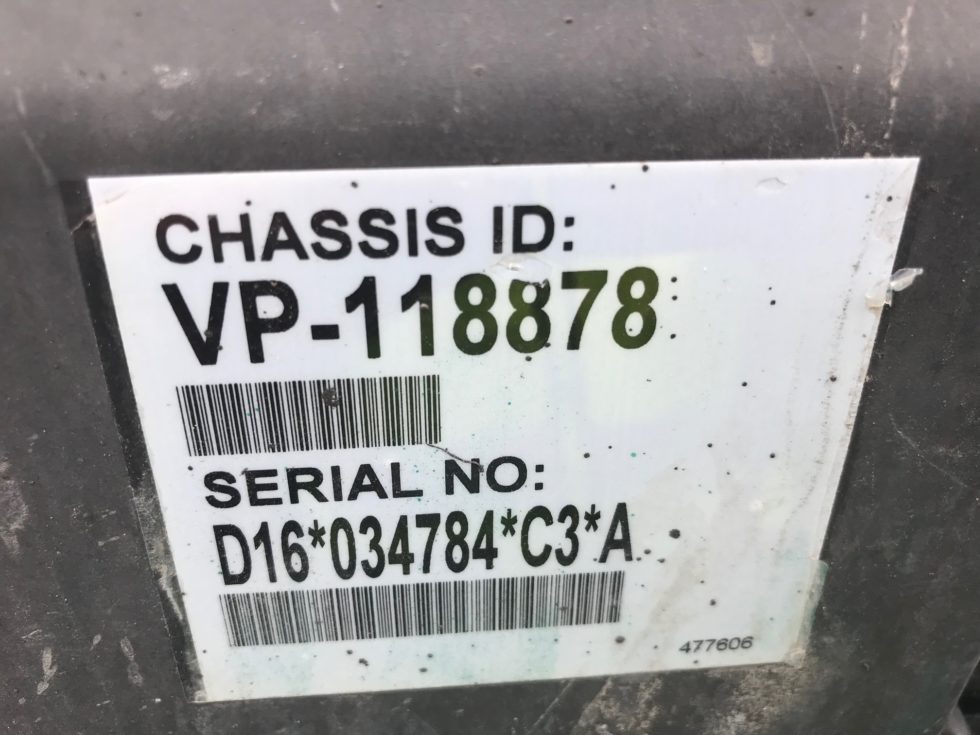 CHASSIS ID:
VP-118878
SERIAL NO:
D16*034784*C3*A
477606